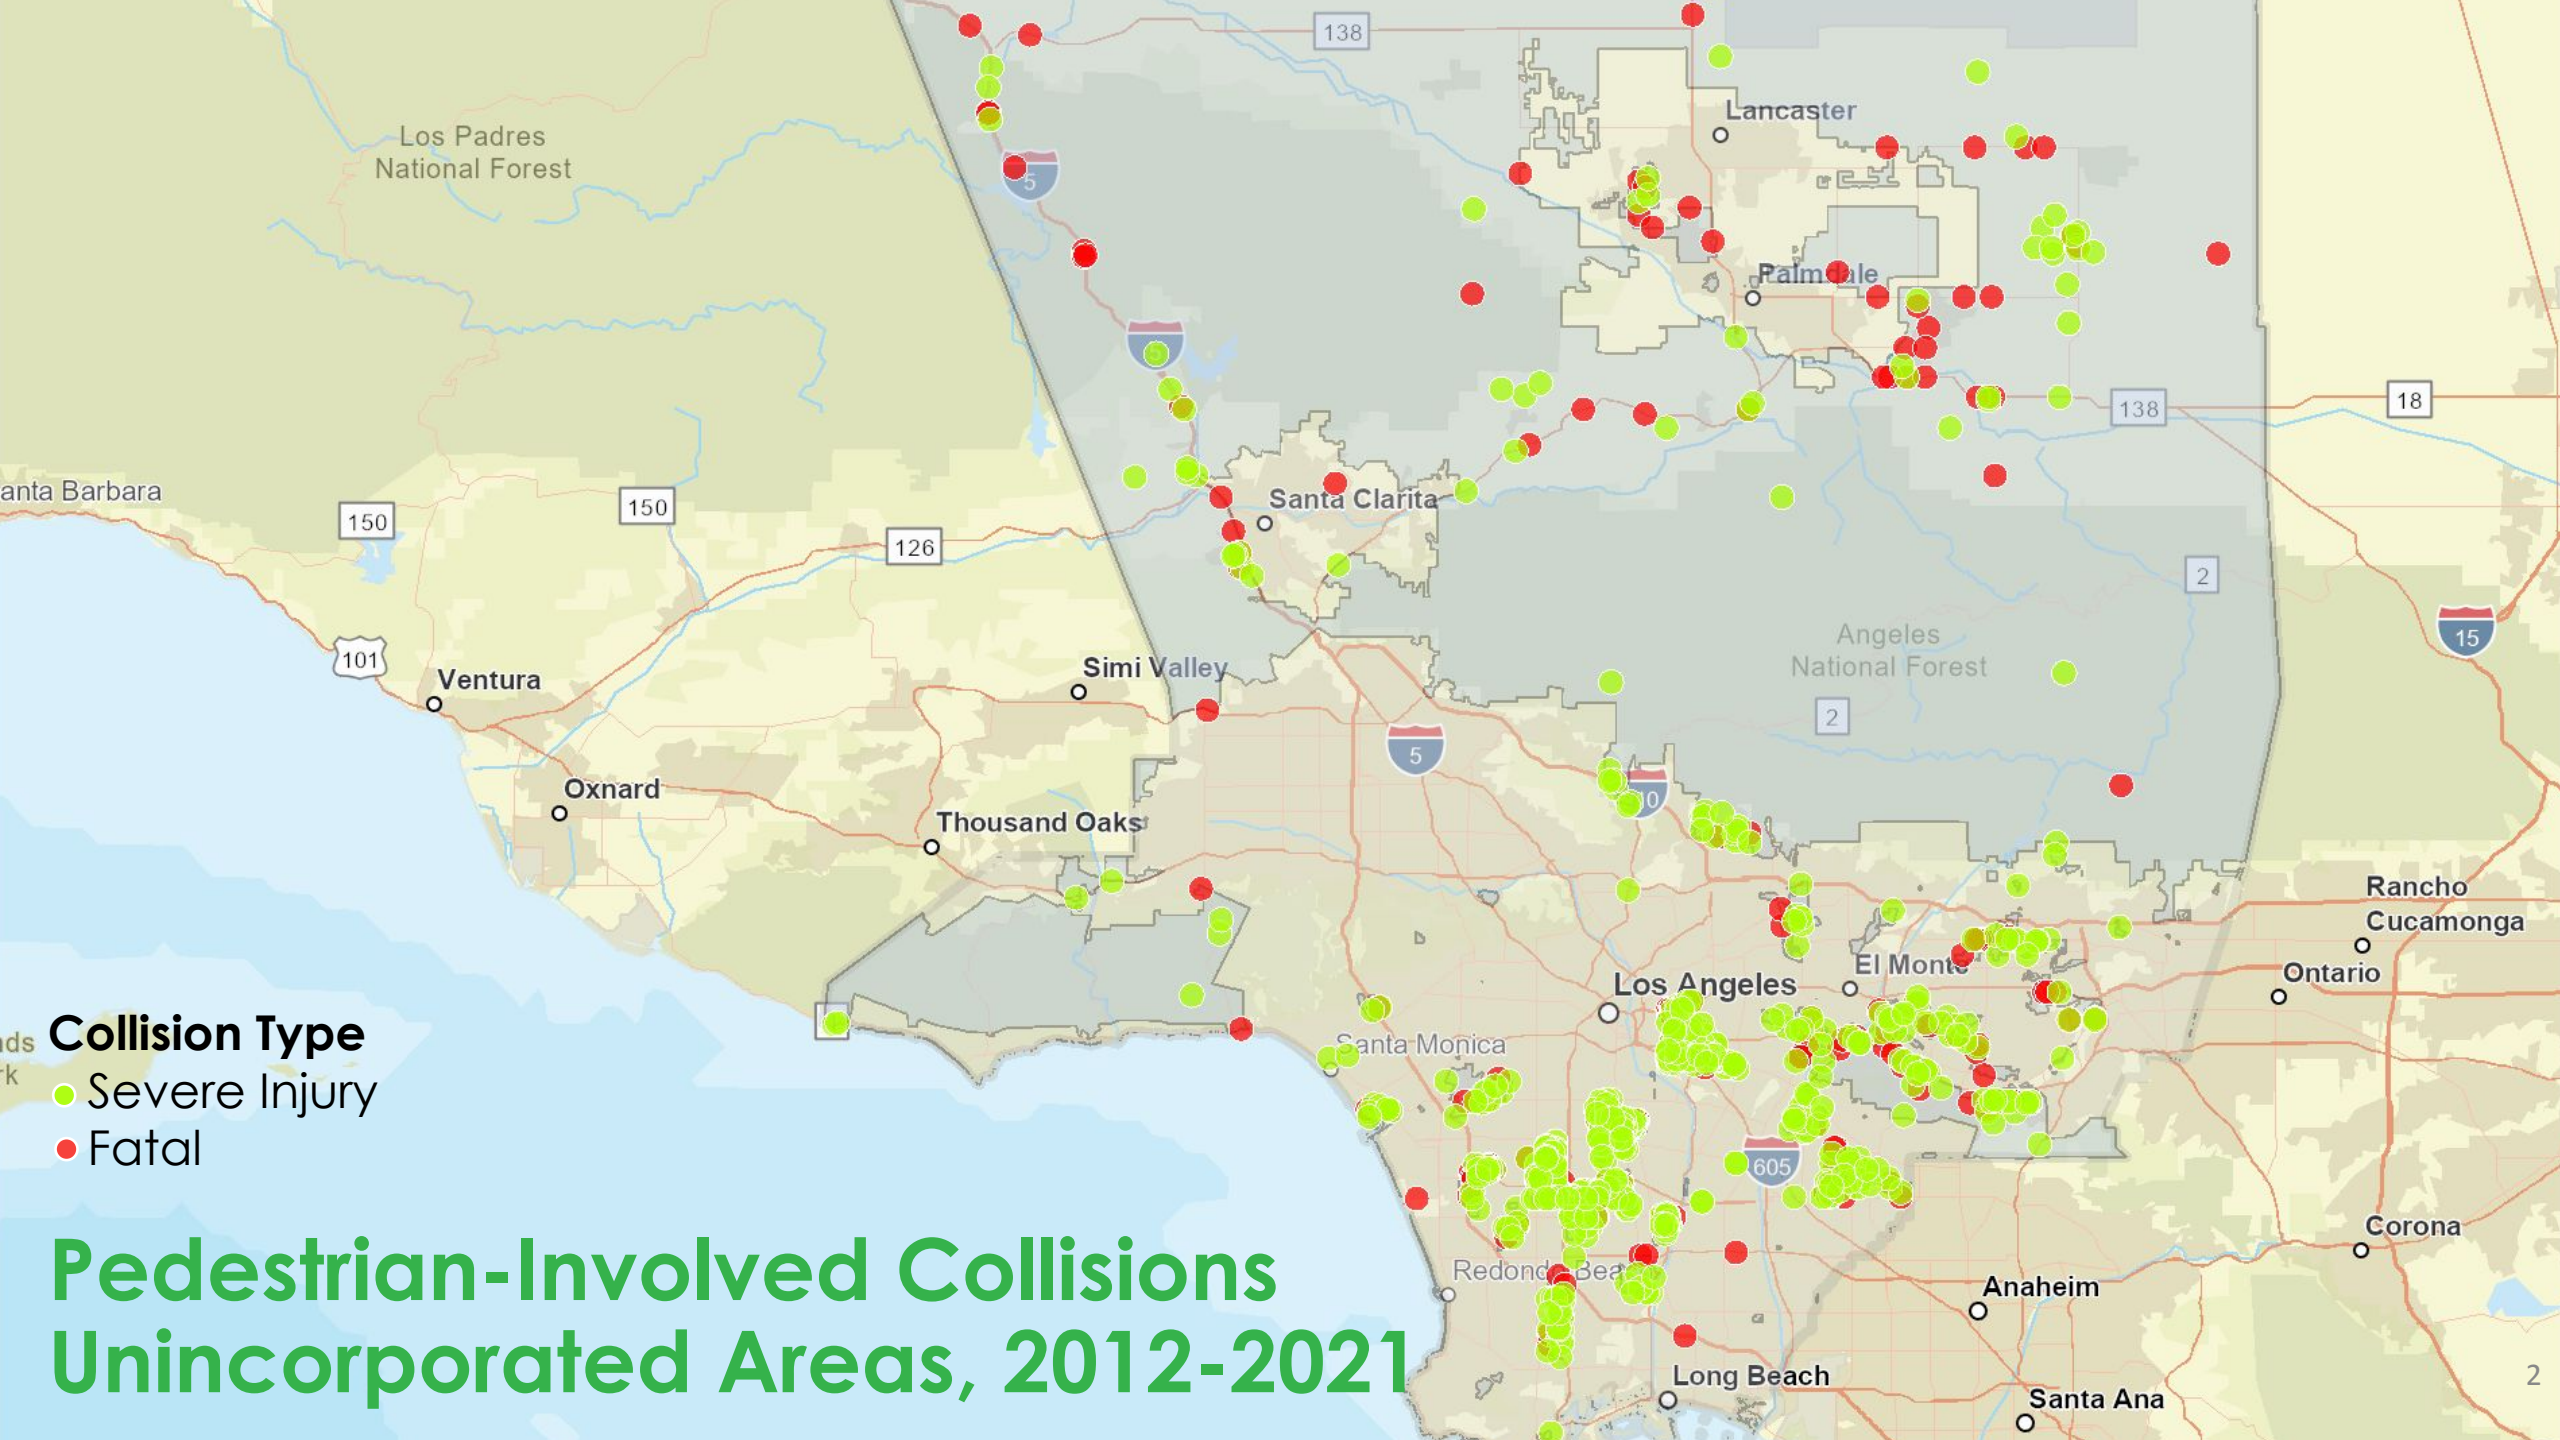 138
Lancaster
Los Padres
National Forest
5
Palmdale
5
138
18
anta Barbara
150
150
Santa Clarita
126
2
Angeles
National Forest
15
101
Simi Valley
Ventura
2
5
Oxnard
Thousand Oaks
Rancho
Cucamonga
El Monte
Ontario
Los Angeles
Santa Monica
nds
rk
Collision Type
Severe Injury
Fatal
605
Corona
Anaheim
Long Beach
Santa Ana
Pedestrian-Involved Collisions
Unincorporated Areas, 2012-2021
2